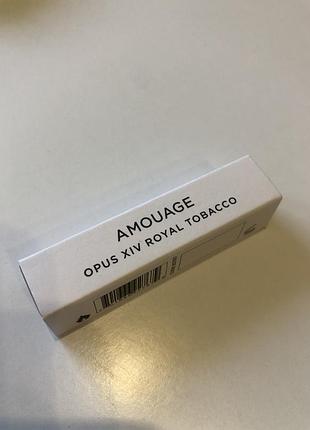 AMOUAGE
OPUS XIV ROYAL TOBACCO